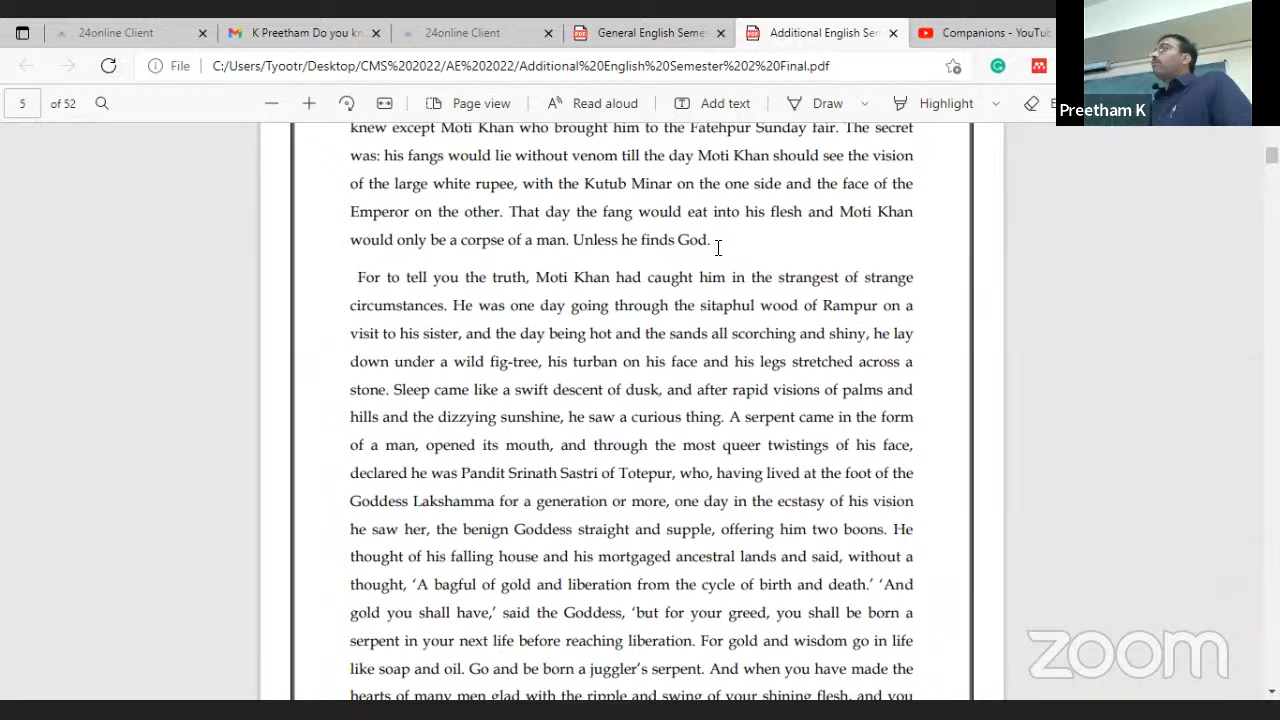 24online Client
K Preetham Do you kn
24online Client
General English Seme
Additional English Sem
Companions - YouTu
File
C:/Users/Tyootr/Desktop/CMS%202022/AE%202022/Additional%20English%20Semester%202%20Final.pdf
5 of 52
Page view
Read aloud
Add text
Draw
Highlight
E
Preetham K
knew except Moti Khan who brought him to the Fatehpur Sunday fair. The secret
was: his fangs would lie without venom till the day Moti Khan should see the vision
of the large white rupee, with the Kutub Minar on the one side and the face of the
Emperor on the other. That day the fang would eat into his flesh and Moti Khan
would only be a corpse of a man. Unless he finds God.
For to tell you the truth, Moti Khan had caught him in the strangest of strange
circumstances. He was one day going through the sitaphul wood of Rampur on a
visit to his sister, and the day being hot and the sands all scorching and shiny, he lay
down under a wild fig-tree, his turban on his face and his legs stretched across a
stone. Sleep came like a swift descent of dusk, and after rapid visions of palms and
hills and the dizzying sunshine, he saw a curious thing. A serpent came in the form
of a man, opened its mouth, and through the most queer twistings of his face,
declared he was Pandit Srinath Sastri of Totepur, who, having lived at the foot of the
Goddess Lakshamma for a generation or more, one day in the ecstasy of his vision
he saw her, the benign Goddess straight and supple, offering him two boons. He
thought of his falling house and his mortgaged ancestral lands and said, without a
thought, ‘A bagful of gold and liberation from the cycle of birth and death.’ ‘And
gold you shall have,’ said the Goddess, ‘but for your greed, you shall be born a
serpent in your next life before reaching liberation. For gold and wisdom go in life
like soap and oil. Go and be born a juggler’s serpent. And when you have made the
hearts of many men glad with the ripple and swing of your shining flesh, and you
zoom